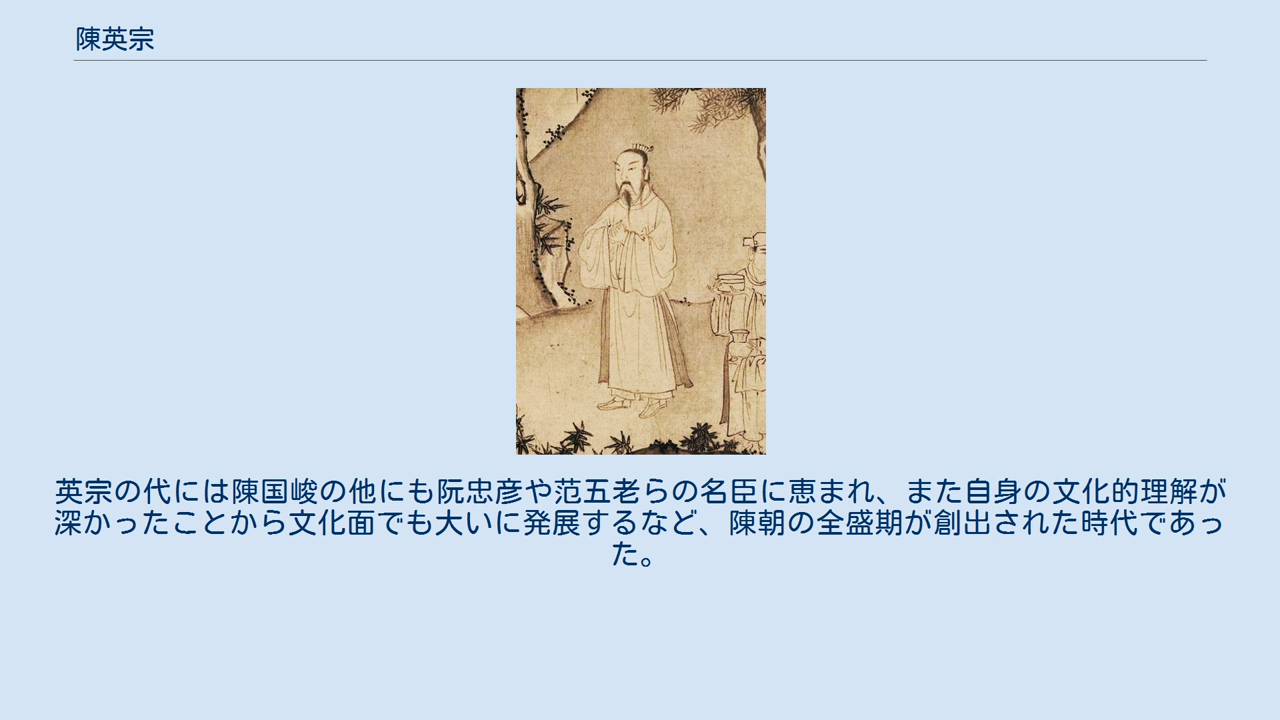 陳英宗
英宗の代には陳国峻の他にも阮忠彦や范五老らの名臣に恵まれ、また自身の文化的理解が
深かったことから文化面でも大いに発展するなど、陳朝の全盛期が創出された時代であっ
た。